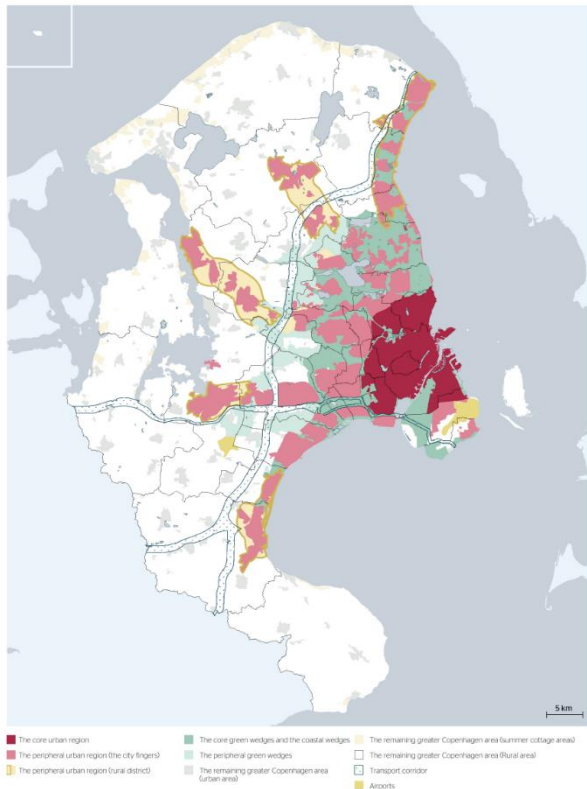 5 km
The core urban region
The peripheral urban region (the city fingers)
The peripheral urban region (rural district)
The core green wedges and the coastal wedges
The peripheral green wedges
The remaining greater Copenhagen area
(urban area)
The remaining greater Copenhagen area (summer cottage areas)
The remaining greater Copenhagen area (Rural area)
Transport corridor
Airports